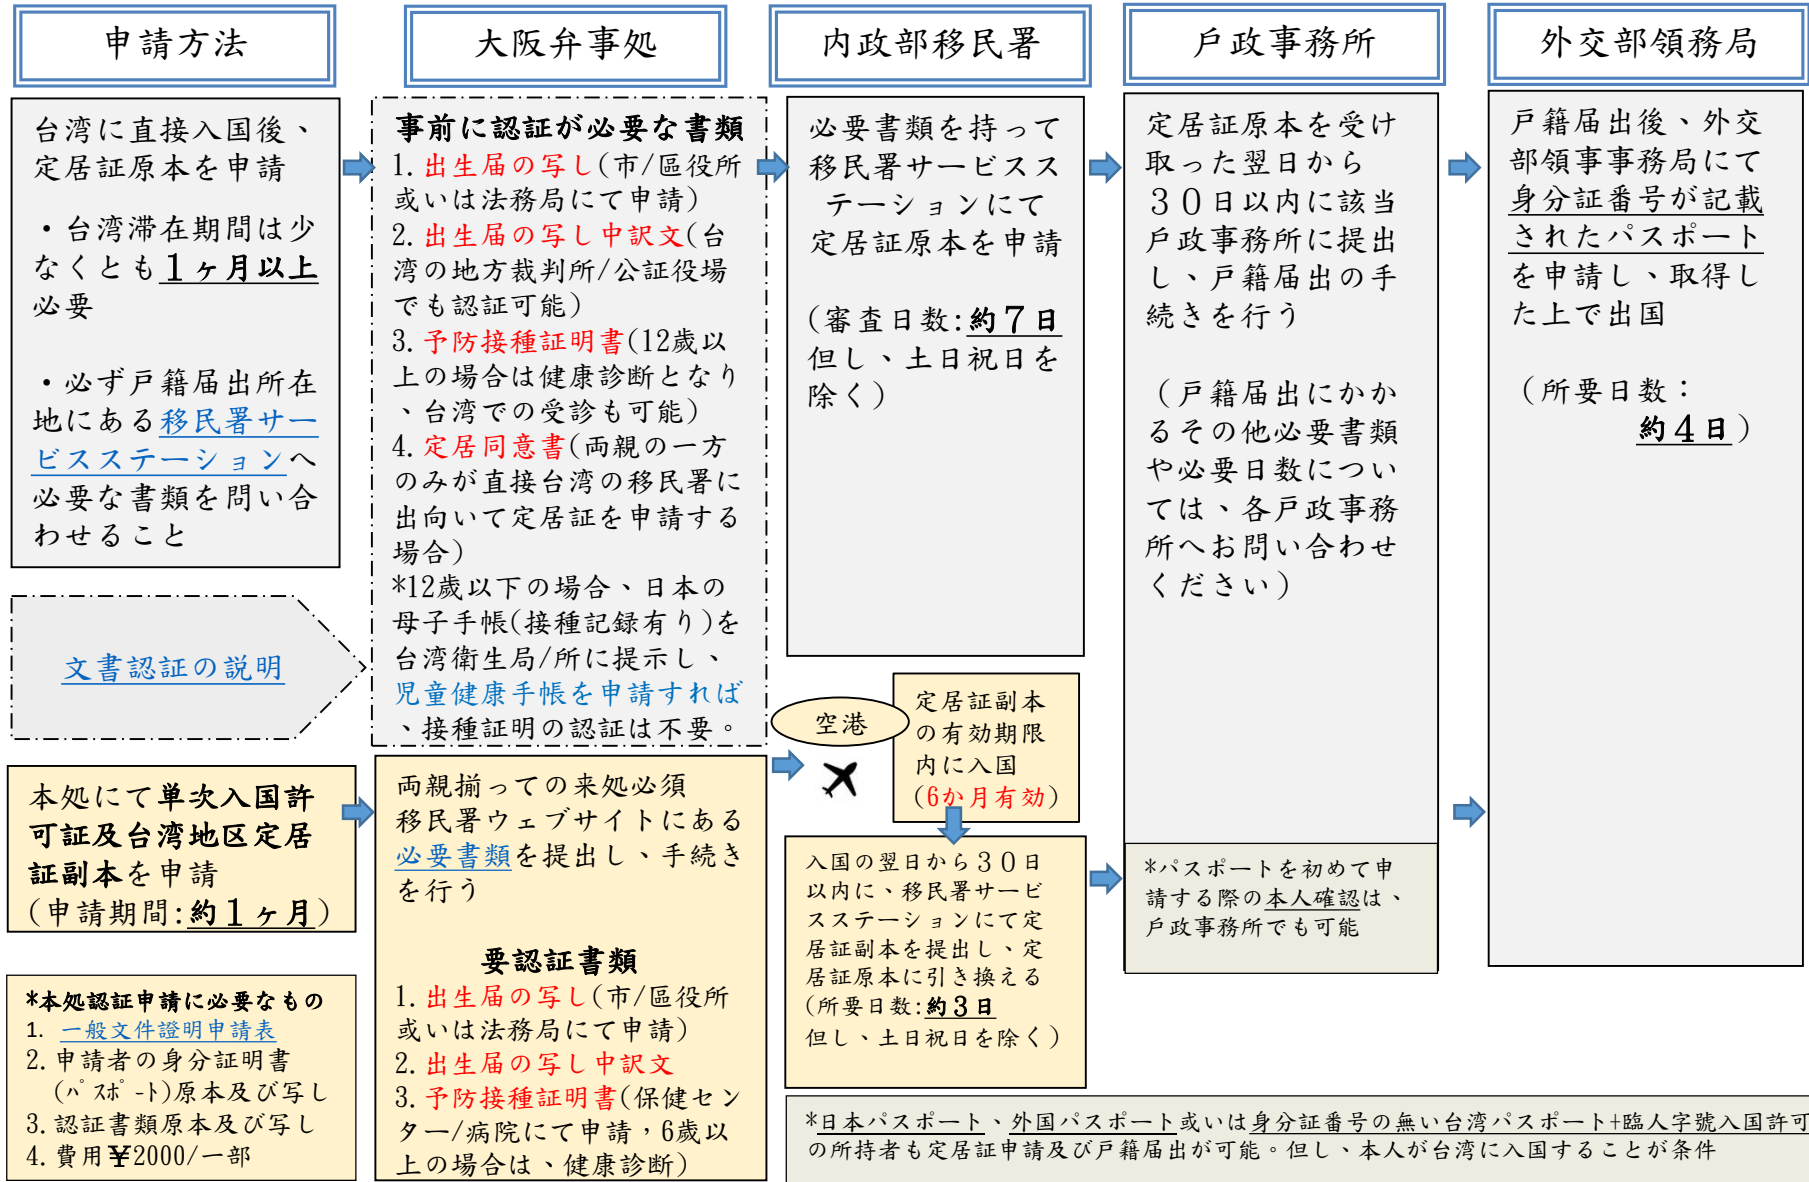 申請方法
大阪弁事処
内政部移民署
戶政事務所
外交部領務局
台湾に直接入国後、
定居証原本を申請
・台湾滞在期間は少
なくとも１ヶ月以上
必要
・必ず戸籍届出所在
地にある移民署サー
ビスステーションへ
必要な書類を問い合
わせること
文書認証の説明
事前に認証が必要な書類
1. 出生届の写し(市/區役所
或いは法務局にて申請)
2. 出生届の写し中訳文(台
湾の地方裁判所/公証役場
でも認証可能)
3. 予防接種証明書(12歳以
上の場合は健康診断となり
、台湾での受診も可能)
4. 定居同意書(両親の一方
のみが直接台湾の移民署に
出向いて定居証を申請する
場合)
*12歳以下の場合、日本の
母子手帳(接種記録有り)を
台湾衛生局/所に提示し、
児童健康手帳を申請すれば
、接種証明の認証は不要。
必要書類を持って
移民署サービスス
テーションにて
定居証原本を申請
(審査日数:約７日
但し、土日祝日を
除く)
定居証原本を受け
取った翌日から
３０日以内に該当
戶政事務所に提出
し、戸籍届出の手
続きを行う
(戸籍届出にかか
るその他必要書類
や必要日数につい
ては、各戸政事務
所へお問い合わせ
ください)
*パスポートを初めて申
請する際の本人確認は、
戶政事務所でも可能
戸籍届出後、外交
部領事事務局にて
身分証番号が記載
されたパスポート
を申請し、取得し
た上で出国
(所要日数：
約４日)
本処にて単次入国許
可証及台湾地区定居
証副本を申請
(申請期間:約１ヶ月)
*本処認証申請に必要なもの
1. 一般文件證明申請表
2. 申請者の身分証明書
(ﾊﾟｽﾎﾟｰﾄ)原本及び写し
3. 認証書類原本及び写し
4. 費用¥2000/一部
両親揃っての来処必須
移民署ウェブサイトにある
必要書類を提出し、手続き
を行う
要認証書類
1. 出生届の写し(市/區役所
或いは法務局にて申請)
2. 出生届の写し中訳文
3. 予防接種証明書(保健セン
ター/病院にて申請，6歳以
上の場合は、健康診断)
空港
定居証副本
の有効期限
内に入国
(6か月有効)
入国の翌日から３０日
以内に、移民署サービ
スステーションにて定
居証副本を提出し、定
居証原本に引き換える
(所要日数:約３日
但し、土日祝日を除く)
*日本パスポート、外国パスポート或いは身分証番号の無い台湾パスポート+臨人字號入国許可
の所持者も定居証申請及び戸籍届出が可能。但し、本人が台湾に入国することが条件